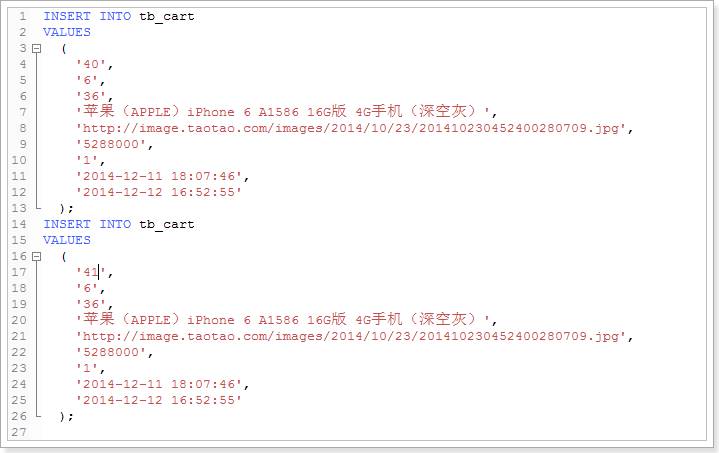 1 INSERT INTO tb_cart
2 VALUES
3 (
4 '40',
5 '6',
6 '36',
7 '苹果（APPLE）iPhone 6 A1586 16G版 4G手机（深空灰）',
8 'http://image.taotao.com/images/2014/10/23/201410230452400280709.jpg',
9 '5288000',
10 '1',
11 '2014-12-11 18:07:46',
12 '2014-12-12 16:52:55'
13 );
14 INSERT INTO tb_cart
15 VALUES
16 (
17 '41',
18 '6',
19 '36',
20 '苹果（APPLE）iPhone 6 A1586 16G版 4G手机（深空灰）',
21 'http://image.taotao.com/images/2014/10/23/201410230452400280709.jpg',
22 '5288000',
23 '1',
24 '2014-12-11 18:07:46',
25 '2014-12-12 16:52:55'
26 );
27